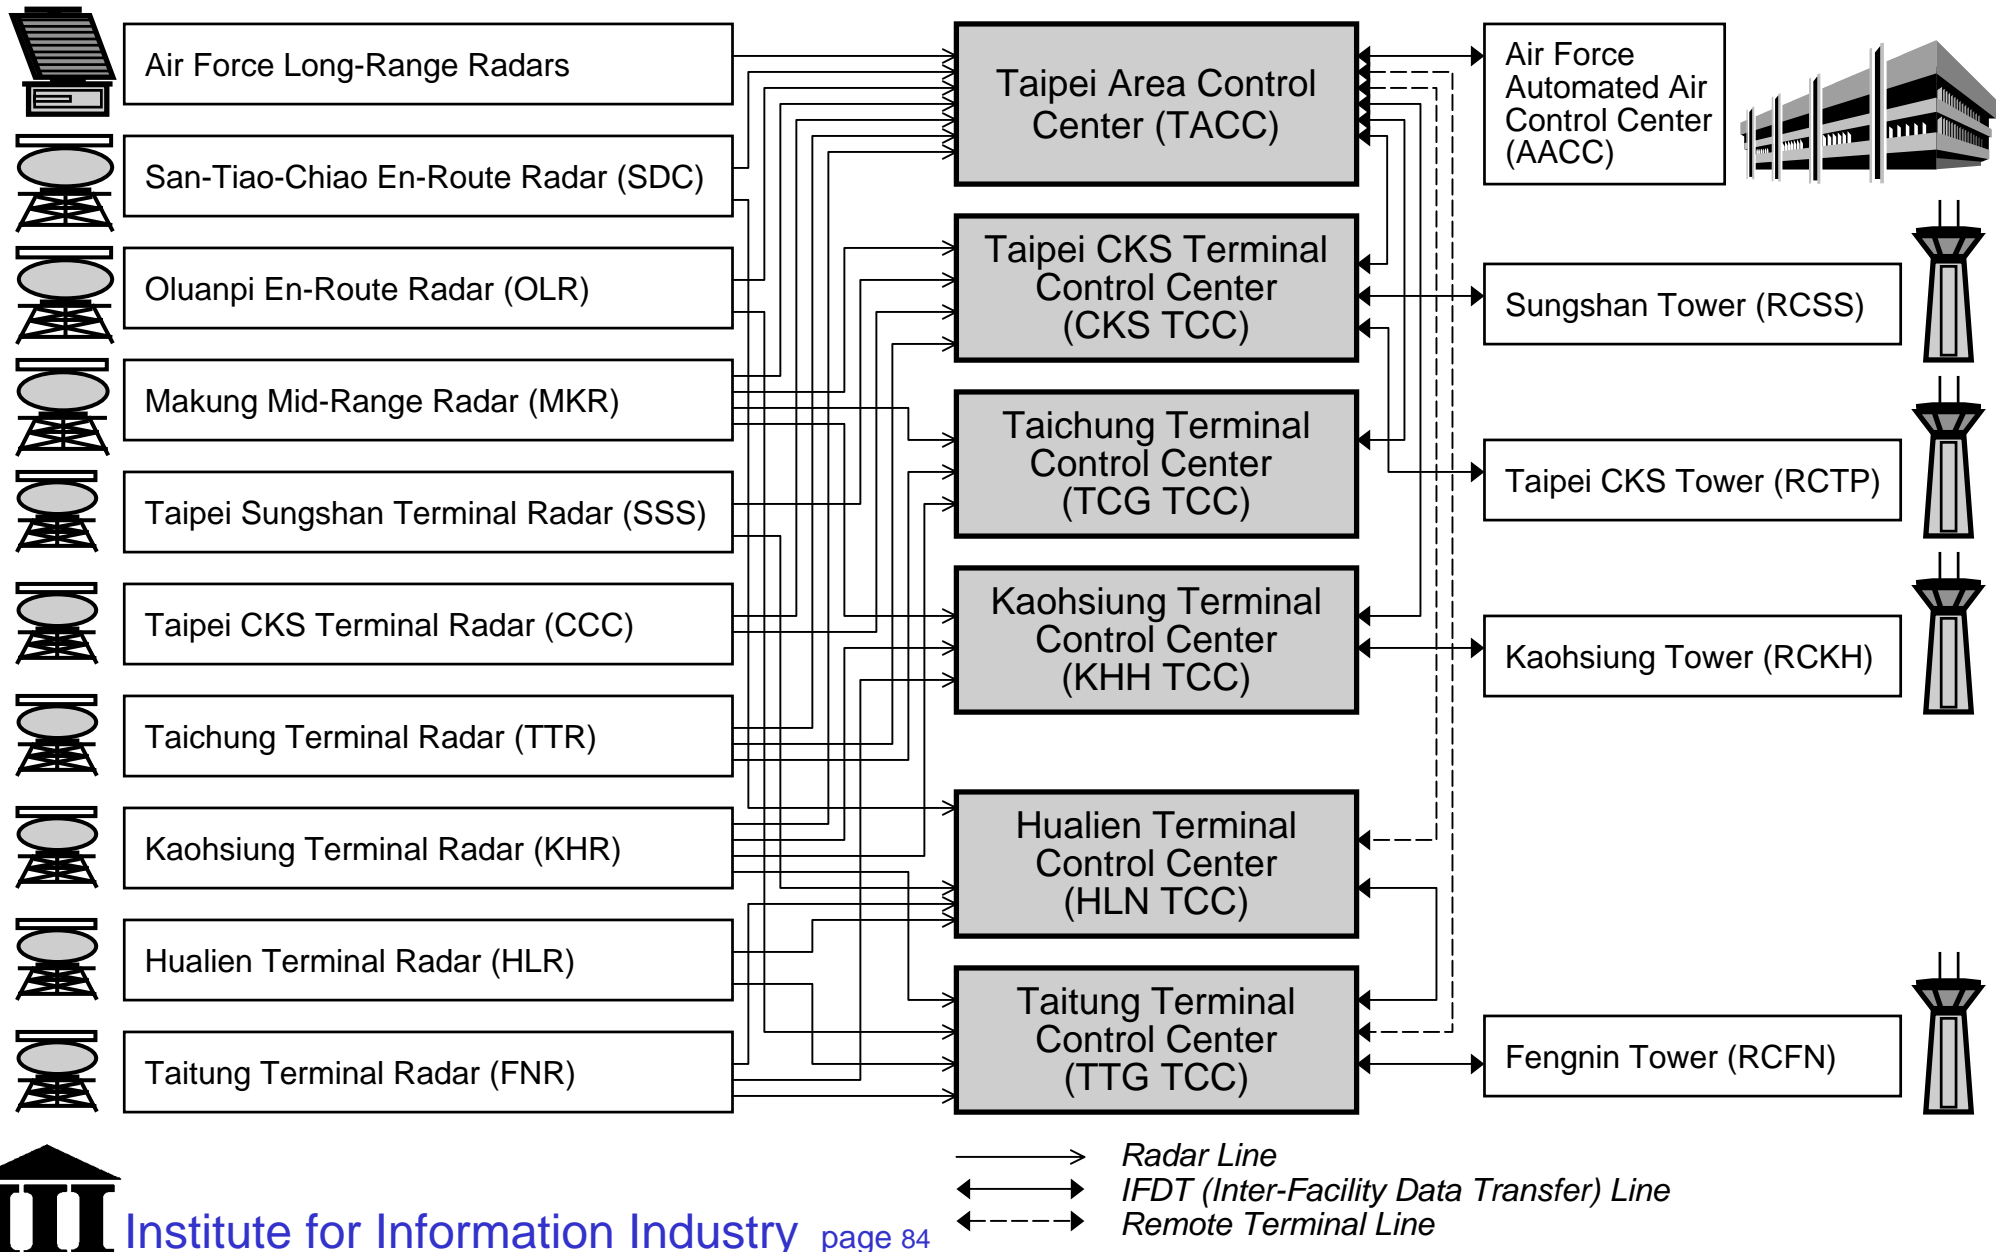 Air Force Long-Range Radars
San-Tiao-Chiao En-Route Radar (SDC)
Oluanpi En-Route Radar (OLR)
Makung Mid-Range Radar (MKR)
Taipei Sungshan Terminal Radar (SSS)
Taipei CKS Terminal Radar (CCC)
Taichung Terminal Radar (TTR)
Kaohsiung Terminal Radar (KHR)
Hualien Terminal Radar (HLR)
Taitung Terminal Radar (FNR)
Taipei Area Control
Center (TACC)
Taipei CKS Terminal
Control Center
(CKS TCC)
Taichung Terminal
Control Center
(TCG TCC)
Kaohsiung Terminal
Control Center
(KHH TCC)
Hualien Terminal
Control Center
(HLN TCC)
Taitung Terminal
Control Center
(TTG TCC)
Air Force
Automated Air
Control Center
(AACC)
Sungshan Tower (RCSS)
Taipei CKS Tower (RCTP)
Kaohsiung Tower (RCKH)
Fengnin Tower (RCFN)
Radar Line
IFDT (Inter-Facility Data Transfer) Line
Remote Terminal Line
Institute for Information Industry page 84